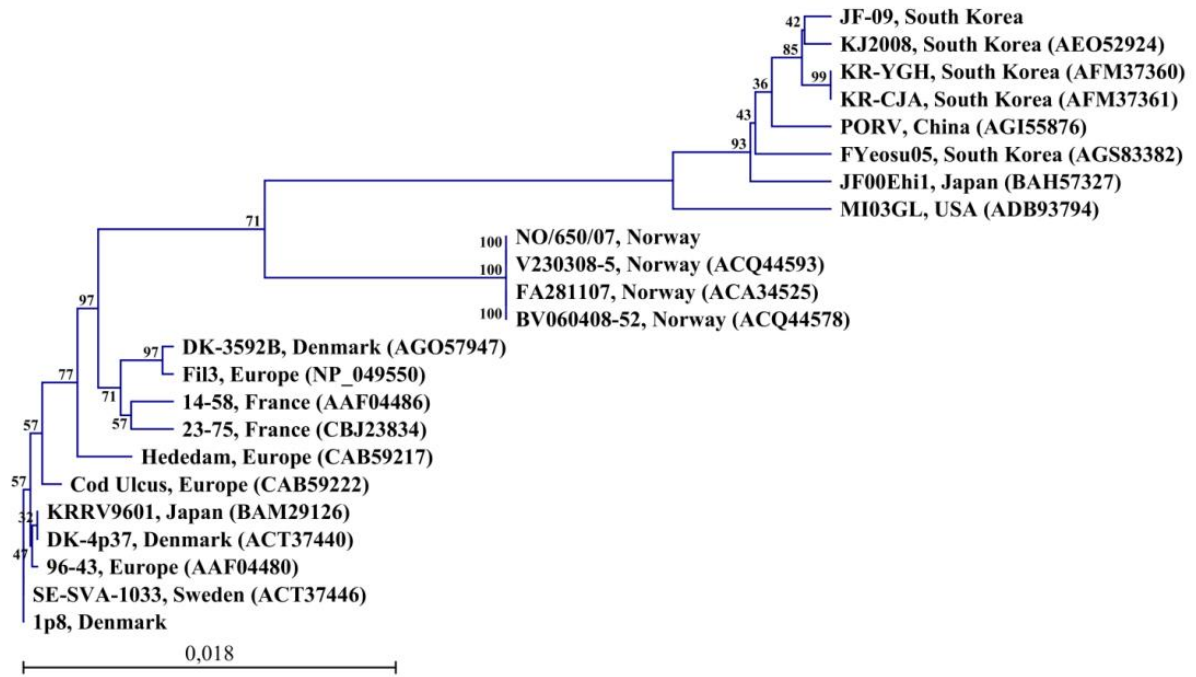 JF-09, South Korea
42
KJ2008, South Korea (AEO52924)
85
KR-YGH, South Korea (AFM37360)
99
36
KR-CJA, South Korea (AFM37361)
43
PORV, China (AGI55876)
93
FYeosu05, South Korea (AGS83382)
JF00Ehi1, Japan (BAH57327)
MI03GL, USA (ADB93794)
71
100 NO/650/07, Norway
100 V230308-5, Norway (ACQ44593)
FA281107, Norway (ACA34525)
97
100 BV060408-52, Norway (ACQ44578)
97 DK-3592B, Denmark (AGO57947)
77
Fil3, Europe (NP_049550)
71
14-58, France (AAF04486)
57
23-75, France (CBJ23834)
57
Hededam, Europe (CAB59217)
57
Cod Ulcus, Europe (CAB59222)
32
KRRV9601, Japan (BAM29126)
DK-4p37, Denmark (ACT37440)
47
96-43, Europe (AAF04480)
SE-SVA-1033, Sweden (ACT37446)
1p8, Denmark
0,018